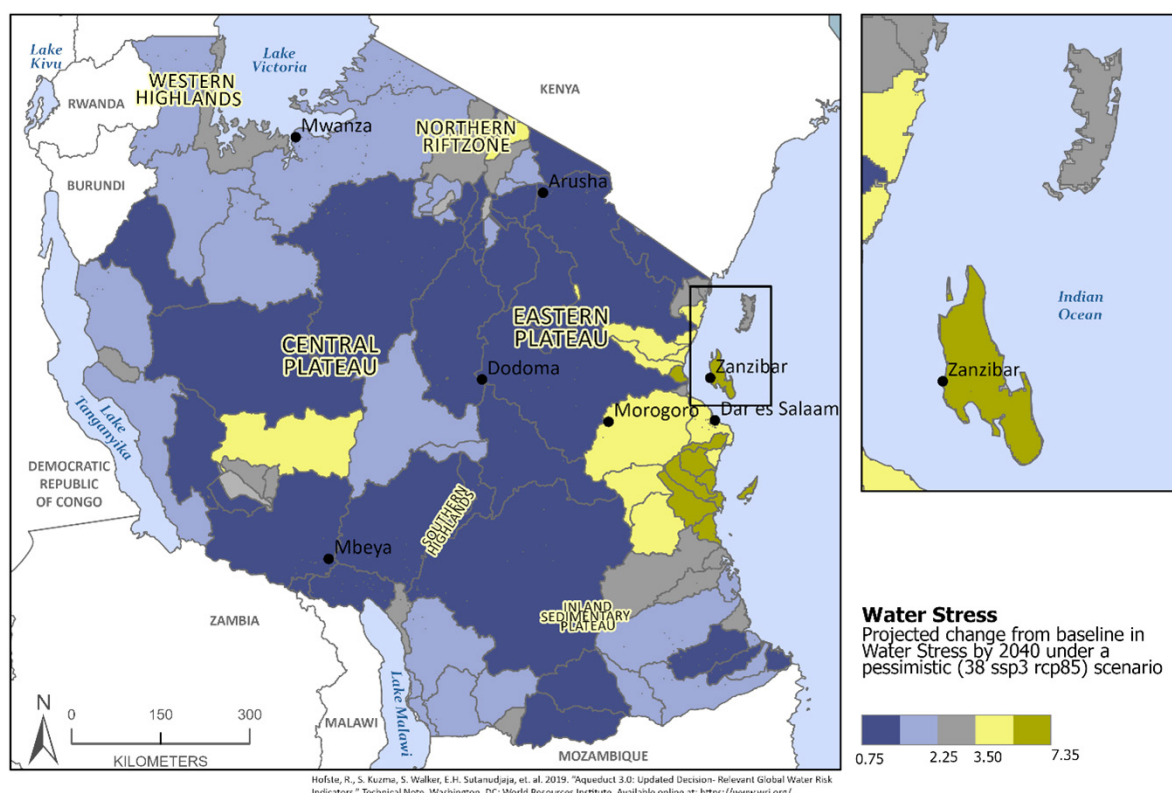 Lake
Kivu
Lake
Victoria
WESTERN
HIGHLANDS
RWANDA
KENYA
Mwanza
NORTHERN
RIFTZONE
BURUNDI
Arusha
EASTERN
PLATEAU
CENTRAL
PLATEAU
Dodoma
Zanzibar
Morogoro
Dar es Salaam
Lake
Tanganyika
DEMOCRATIC
REPUBLIC
OF CONGO
SOUTHERN
HIGHLANDS
Mbeya
INLAND
SEDIMENTARY
PLATEAU
ZAMBIA
Lake Malawi
N
0 150 300
KILOMETERS
MALAWI
MOZAMBIQUE
Indian
Ocean
Zanzibar
Water Stress
Projected change from baseline in
Water Stress by 2040 under a
pessimistic (38 ssp3 rcp85) scenario
0.75 2.25 3.50 7.35
Hofste, R., S. Kuzma, S. Walker, E.H. Sutanudjaja, et. al. 2019. "Aqueduct 3.0: Updated Decision- Relevant Global Water Risk
Indicators." Technical Note. Washington, DC: World Resources Institute. Available online at: https://www.wri.org/